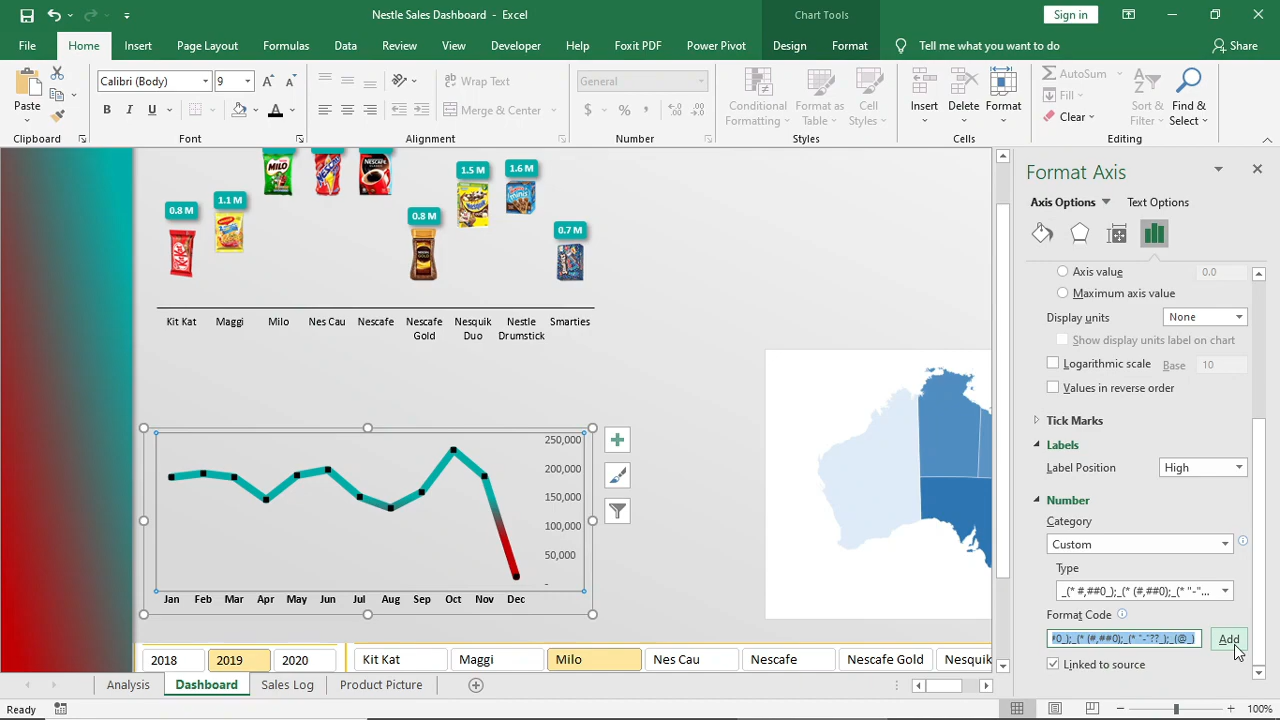 Nestle Sales Dashboard - Excel
Chart Tools
Sign in
File
Home
Insert
Page Layout
Formulas
Data
Review
View
Developer
Help
Foxit PDF
Power Pivot
Design
Format
Tell me what you want to do
Share
Paste
Clipboard
Calibri (Body)
9
B I U
Font
Wrap Text
Merge & Center
Alignment
General
$ % ,
Number
Conditional
Formatting
Format as
Table
Cell
Styles
Styles
Insert
Delete
Format
Cells
AutoSum
Fill
Clear
Sort &
Filter
Find &
Select
Editing
MILO
NESCAFÉ
1.5 M
1.6 M
0.8 M
1.1 M
0.8 M
0.7 M
Kit Kat
Maggi
Milo
Nes Cau
Nescafe
Nescafe
Gold
Nesquik
Duo
Nestle
Drumstick
Smarties
250,000
200,000
150,000
100,000
50,000
-
Jan Feb Mar Apr May Jun Jul Aug Sep Oct Nov Dec
2018
2019
2020
Kit Kat
Maggi
Milo
Nes Cau
Nescafe
Nescafe Gold
Nesquik
Analysis
Dashboard
Sales Log
Product Picture
Ready
100%
Format Axis
Axis Options
Text Options
Axis value
0.0
Maximum axis value
Display units
None
Show display units label on chart
Logarithmic scale
Base
10
Values in reverse order
Tick Marks
Labels
Label Position
High
Number
Category
Custom
Type
_(* #,##0_);_(* (#,##0);_(* "-"...
Format Code
#0_);_(* (#,##0);_(* "-"??_);_(@_)
Add
Linked to source